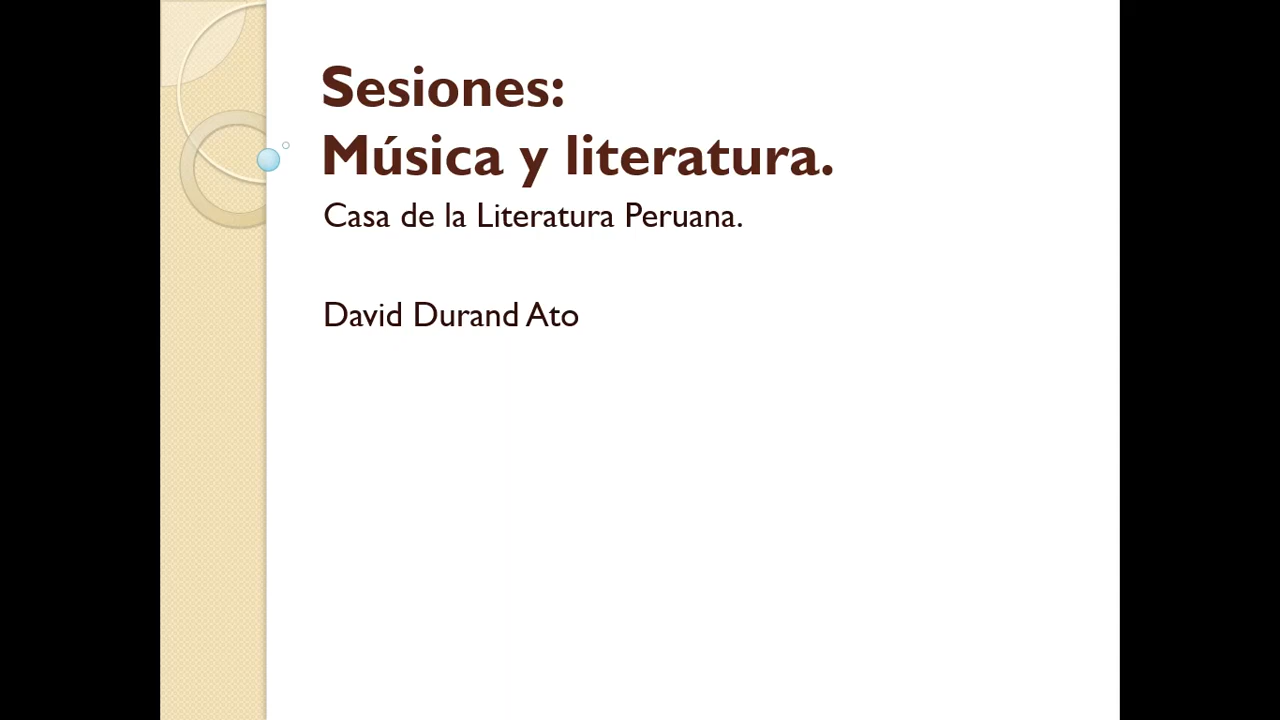 Sesiones:
Música y literatura.
Casa de la Literatura Peruana.
David Durand Ato